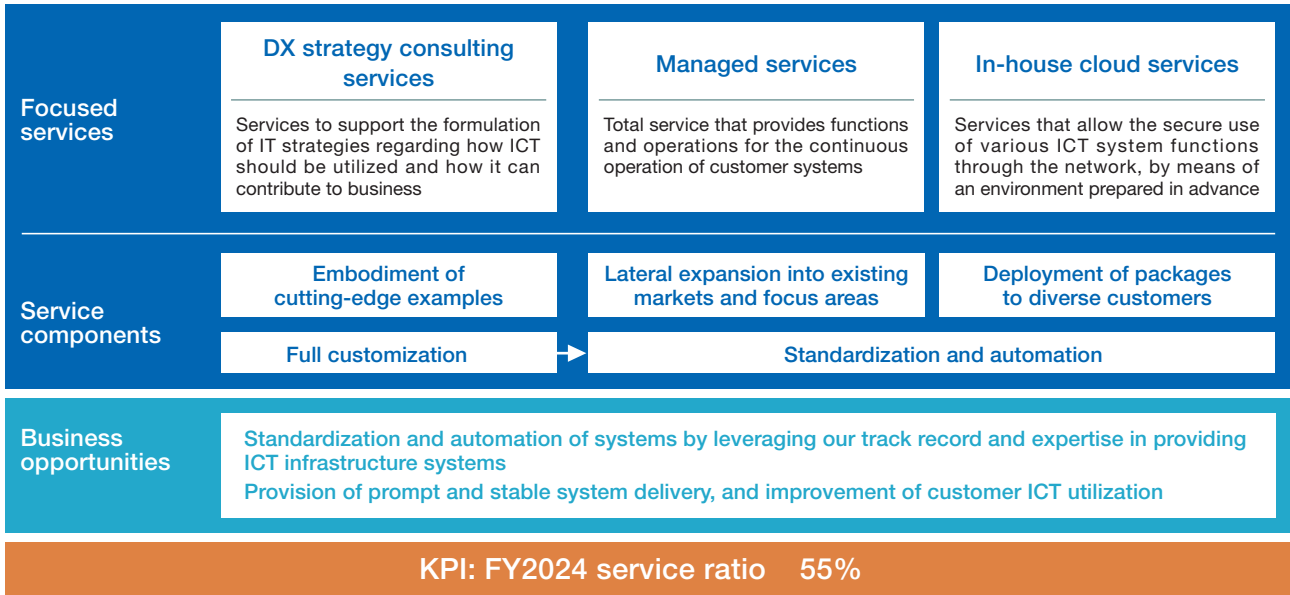 Focused
services
DX strategy consulting
services
Services to support the formulation
of IT strategies regarding how ICT
should be utilized and how it can
contribute to business
Managed services
Total service that provides functions
and operations for the continuous
operation of customer systems
In-house cloud services
Services that allow the secure use
of various ICT system functions
through the network, by means of
an environment prepared in advance
Service
components
Embodiment of
cutting-edge examples
Lateral expansion into existing
markets and focus areas
Deployment of packages
to diverse customers
Full customization
Standardization and automation
Business
opportunities
Standardization and automation of systems by leveraging our track record and expertise in providing
ICT infrastructure systems
Provision of prompt and stable system delivery, and improvement of customer ICT utilization
KPI: FY2024 service ratio 55%